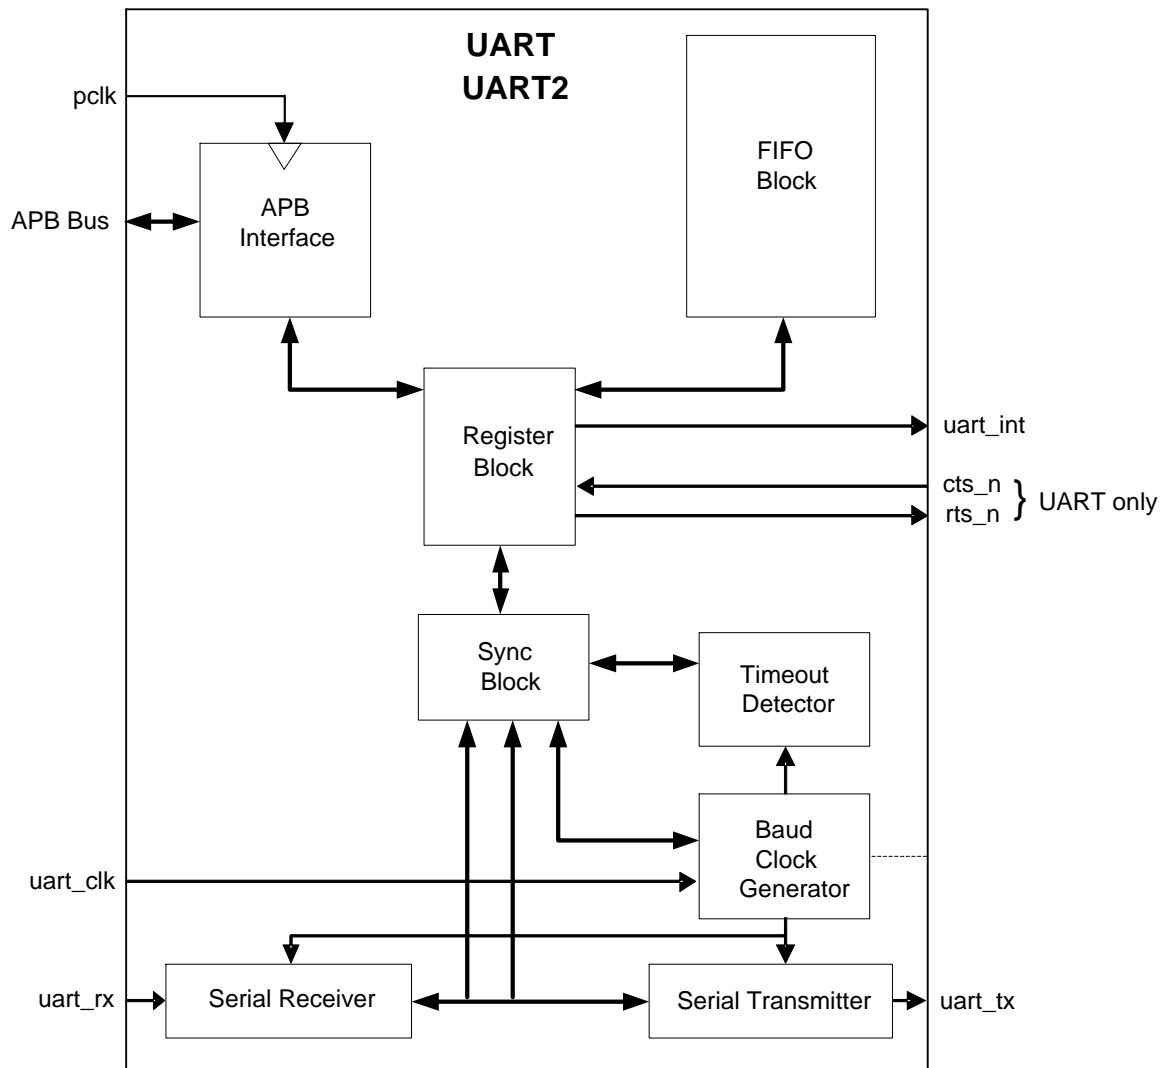 UART
UART2
pclk
FIFO
Block
APB
Interface
APB Bus
Register
Block
uart_int
cts_n
rts_n
} UART only
Sync
Block
Timeout
Detector
Baud
Clock
Generator
uart_clk
uart_rx
Serial Receiver
Serial Transmitter
uart_tx